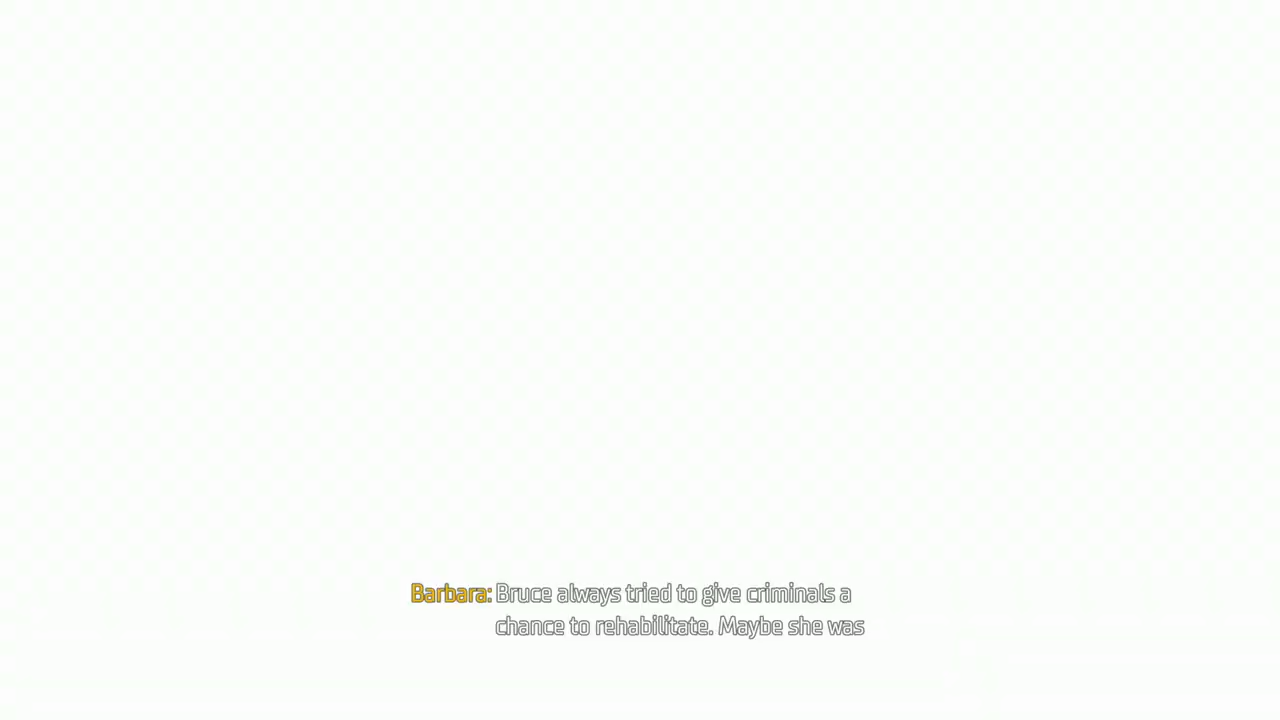 Barbara: Bruce always tried to give criminals a
chance to rehabilitate. Maybe she was